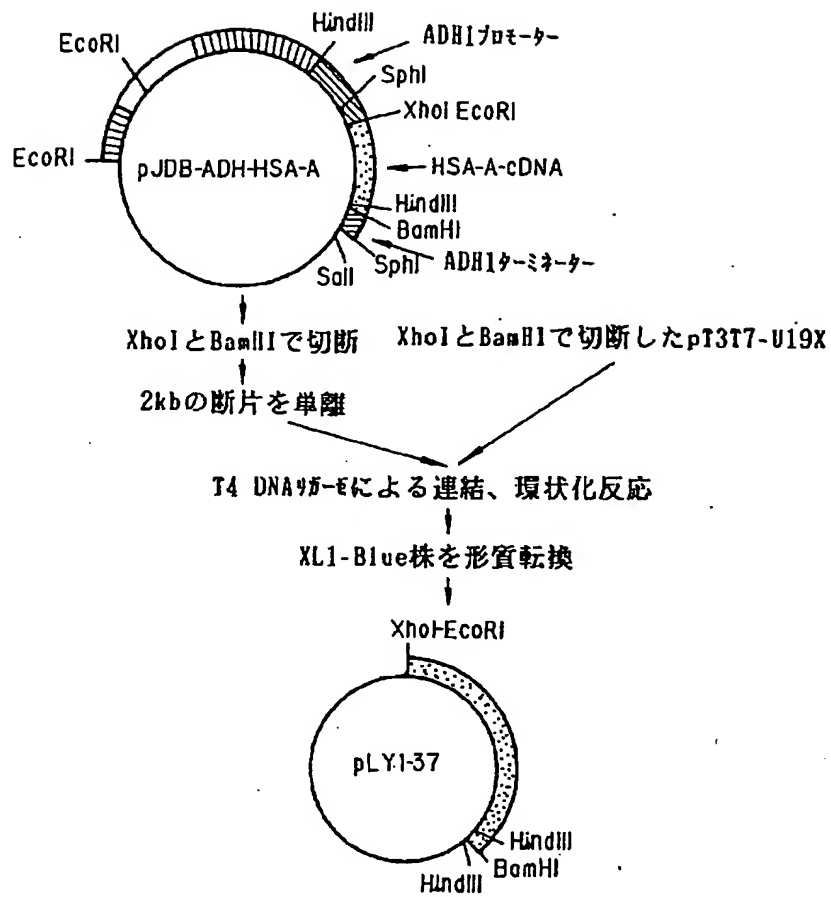 HindIII
ADH1プロモーター
EcoRI
SphI
XhoI EcoRI
EcoRI
pJDB-ADH-HSA-A
HSA-A-cDNA
HindIII
BamHI
SphI
ADH1ターミネーター
SalI
XhoIとBamHIで切断
XhoIとBamHIで切断したpT3T7-U19X
2kbの断片を単離
T4 DNAリガーゼによる連結、環状化反応
XL1-Blue株を形質転換
XhoI-EcoRI
pLY1-37
HindIII
BamHI
HindIII